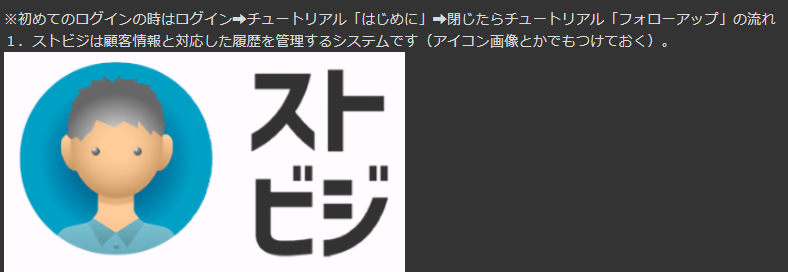 ※初めてのログインの時はログイン➡チュートリアル「はじめに」➡閉じたらチュートリアル「フォローアップ」の流れ
１．ストビジは顧客情報と対応した履歴を管理するシステムです（アイコン画像とかでもつけておく）。
スト
ビジ